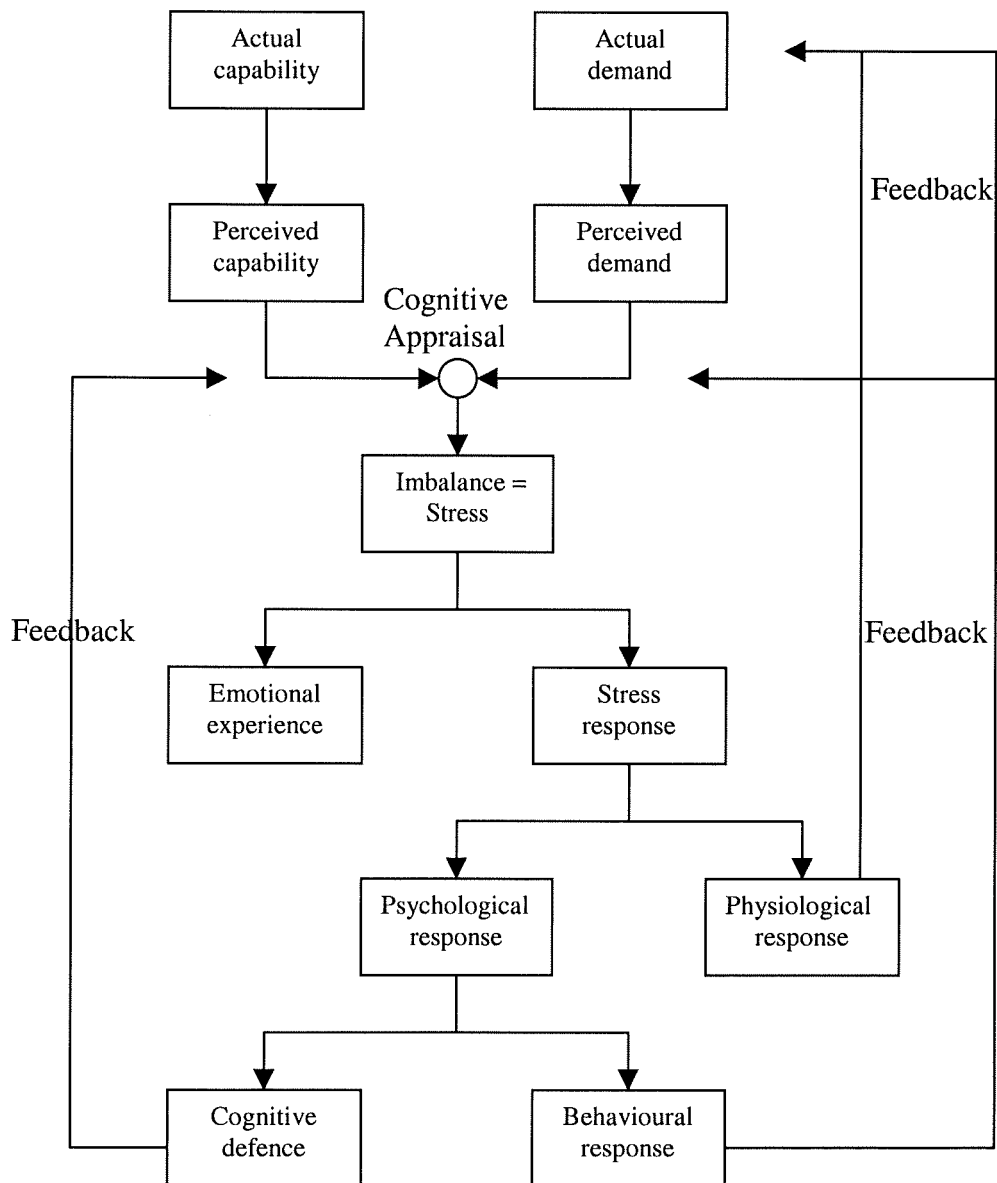 Actual
capability
Actual
demand
Feedback
Perceived
capability
Perceived
demand
Cognitive
Appraisal
Imbalance =
Stress
Feedback
Feedback
Emotional
experience
Stress
response
Psychological
response
Physiological
response
Cognitive
defence
Behavioural
response